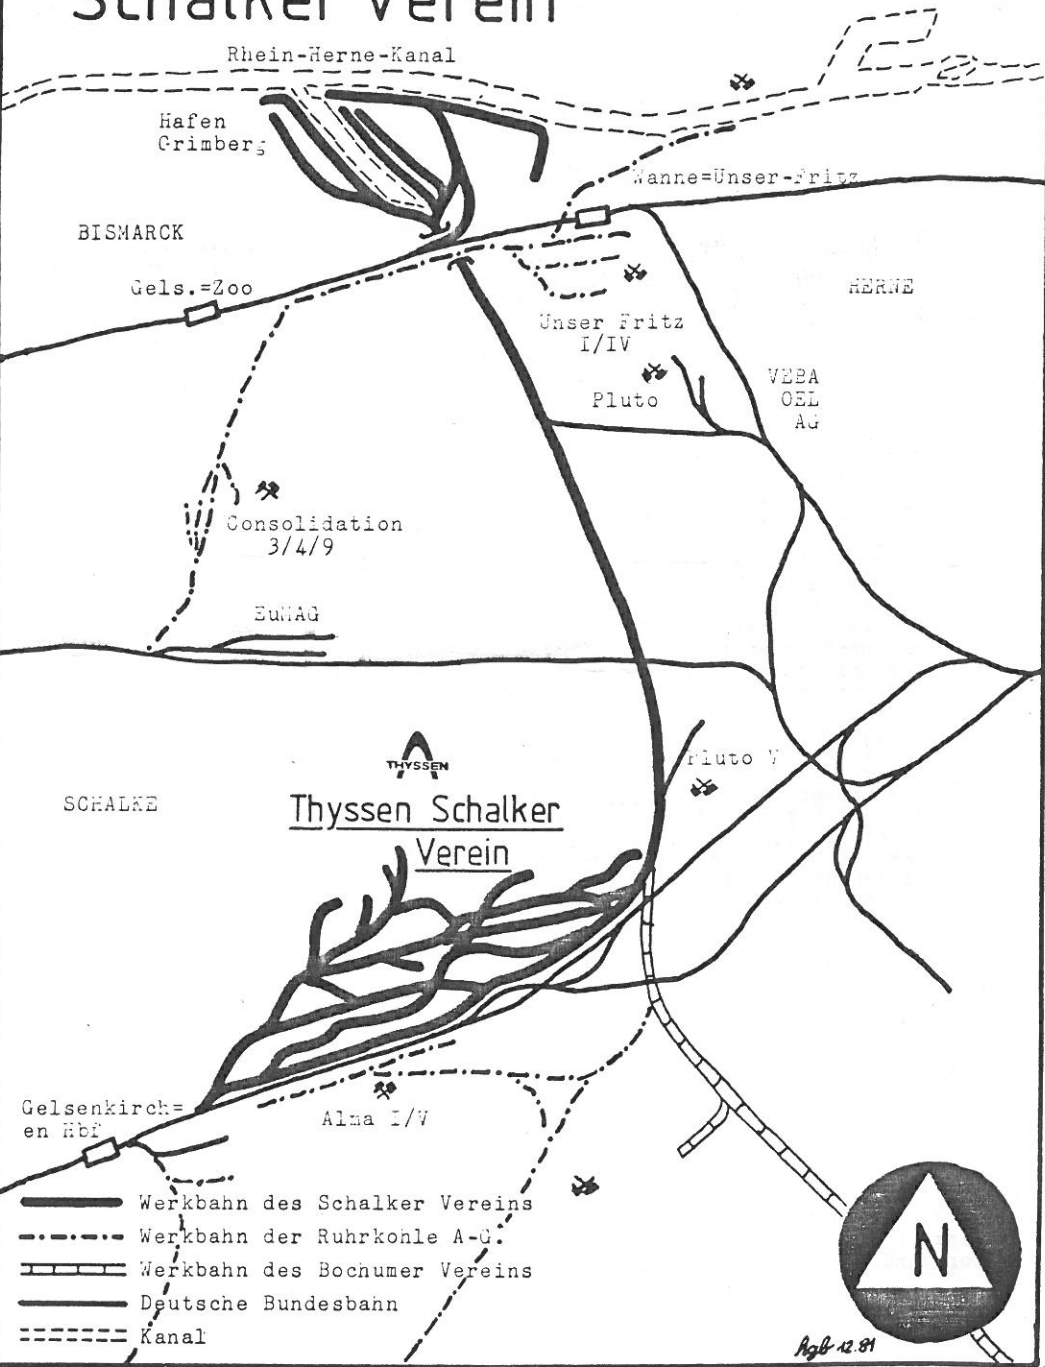 Schalker Verein
Rhein-Herne-Kanal
Hafen
Grimberg
Wanne=Unser-Fritz
BISMARCK
Gels.=Zoo
HERNE
Unser Fritz
I/IV
VEBA
OEL
AG
Pluto
Consolidation
3/4/9
EuMAG
THYSSEN
Pluto V
SCHALKE
Thyssen Schalker
Verein
Gelsenkirch=
en Hbf
Alma I/V
Werkbahn des Schalker Vereins
Werkbahn der Ruhrkohle A-G.
Werkbahn des Bochumer Vereins
Deutsche Bundesbahn
Kanal
N
12.81